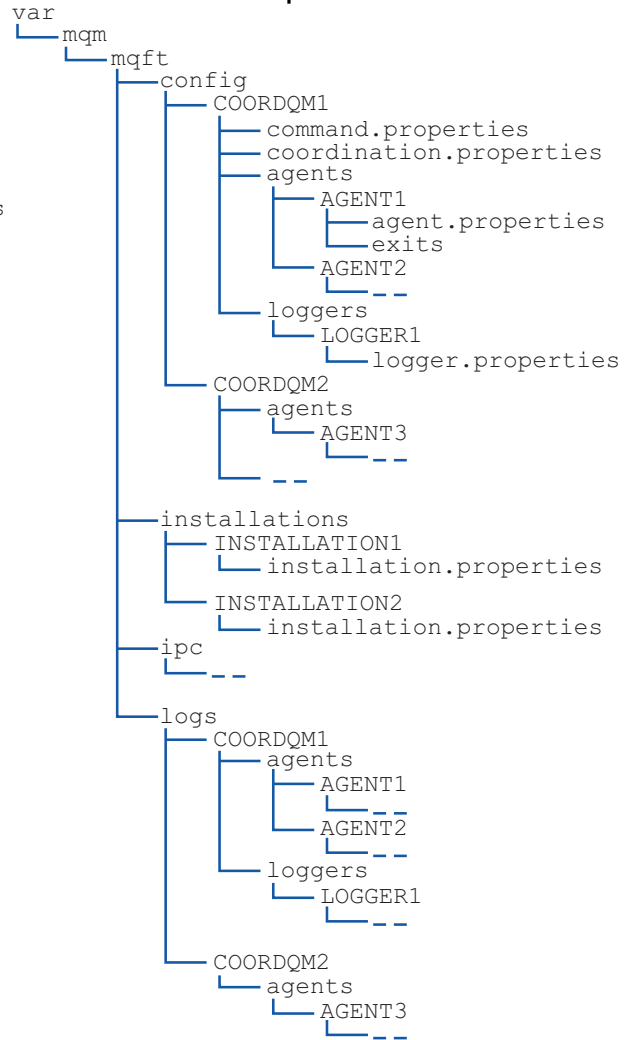 var
mqm
mqft
config
COORDQM1
command.properties
coordination.properties
agents
AGENT1
s
agent.properties
exits
AGENT2
loggers
LOGGER1
logger.properties
COORDQM2
agents
AGENT3
installations
INSTALLATION1
installation.properties
INSTALLATION2
installation.properties
ipc
logs
COORDQM1
agents
AGENT1
AGENT2
loggers
LOGGER1
COORDQM2
agents
AGENT3